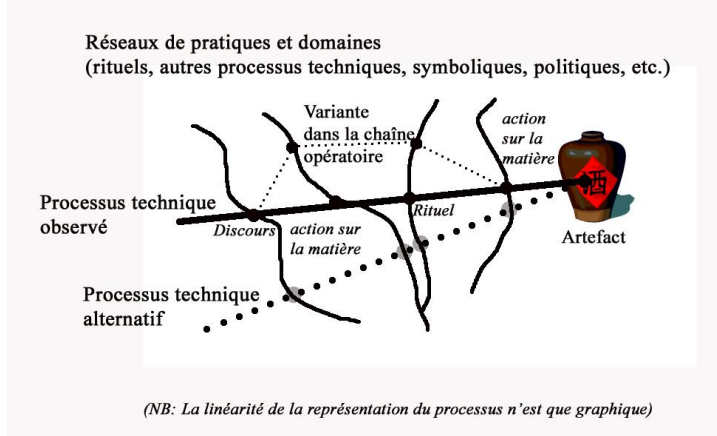 Réseaux de pratiques et domaines
(rituels, autres processus techniques, symboliques, politiques, etc.)
Variante
dans la chaîne
opératoire
action
sur la
matière
酒
Processus technique
observé
Discours
action sur
la matière
Rituel
Artefact
Processus technique
alternatif
(NB: La linéarité de la représentation du processus n'est que graphique)